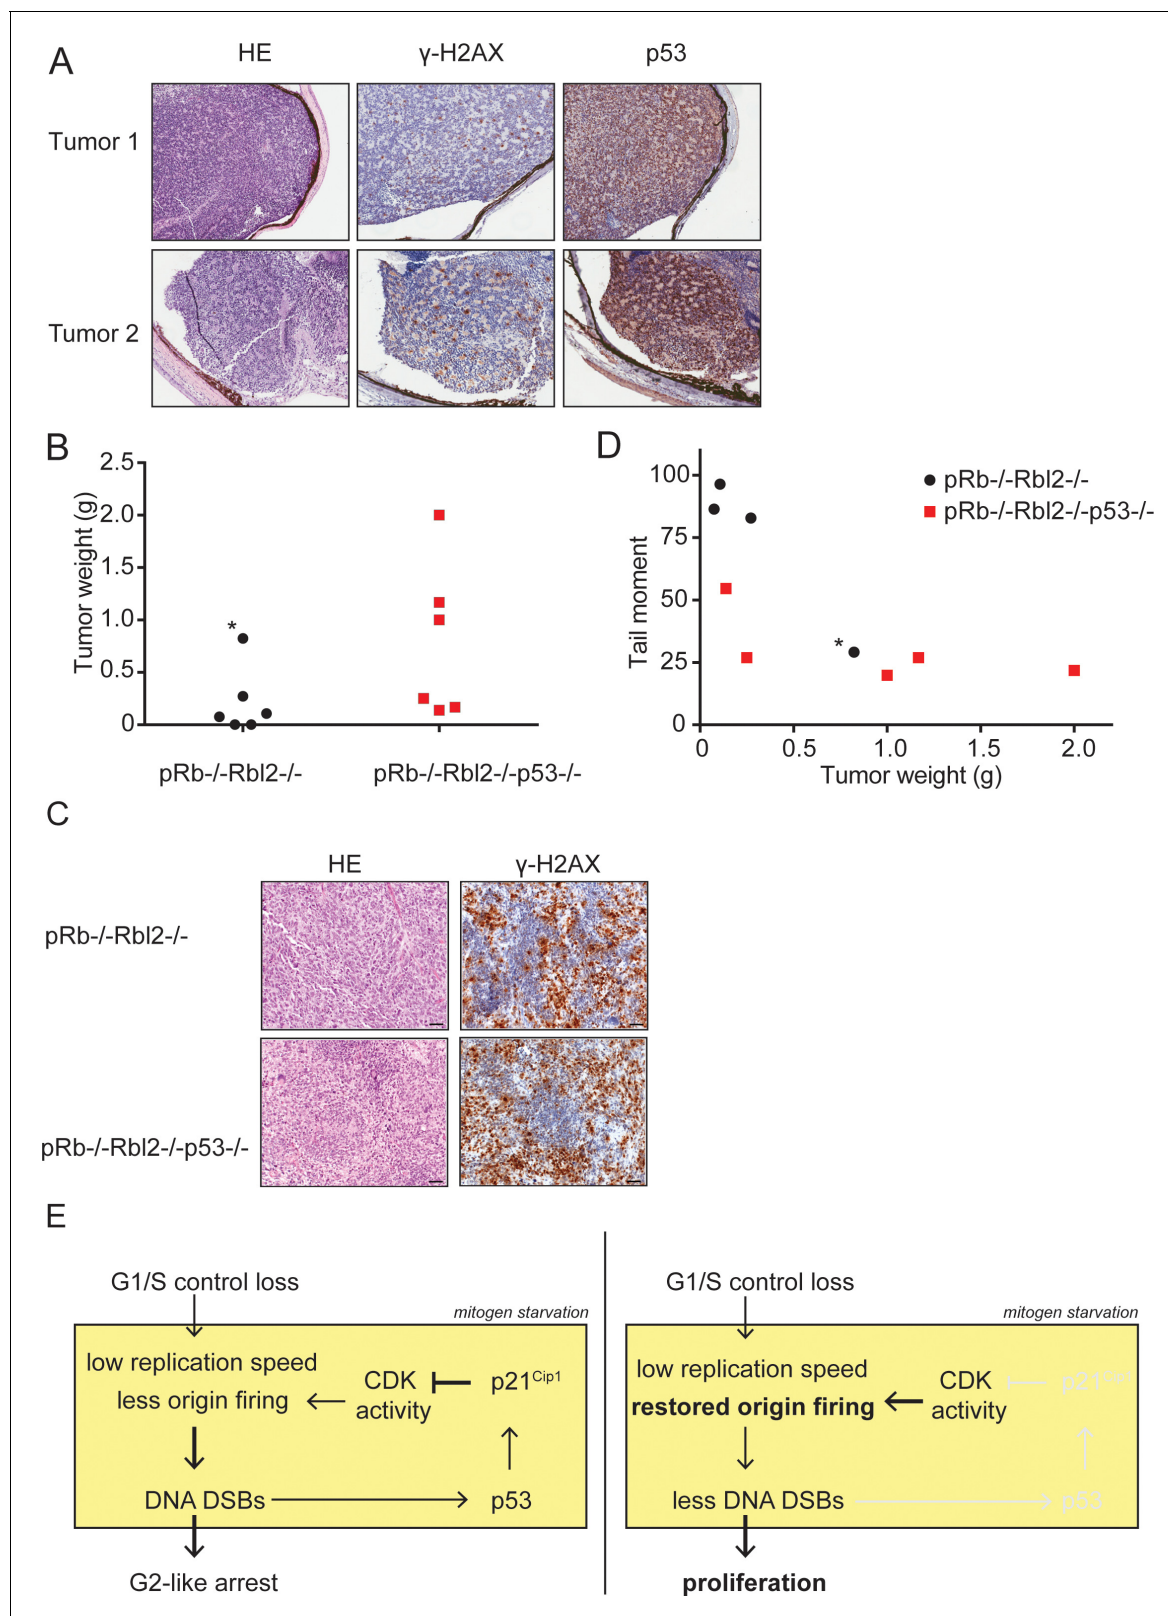 A
HE
γ-H2AX
p53
Tumor 1
Tumor 2
B
Tumor weight (g)
2.5
2.0
1.5
1.0
0.5
0
*
pRb-/-Rbl2-/-
pRb-/-Rbl2-/-p53-/-
D
Tail moment
100
75
50
25
0
*
pRb-/-Rbl2-/-
pRb-/-Rbl2-/-p53-/-
0
0.5
1.0
1.5
2.0
Tumor weight (g)
C
HE
γ-H2AX
pRb-/-Rbl2-/-
pRb-/-Rbl2-/-p53-/-
E
G1/S control loss
mitogen starvation
low replication speed
less origin firing
CDK
activity
p21Cip1
DNA DSBs
p53
G2-like arrest
G1/S control loss
mitogen starvation
low replication speed
restored origin firing
CDK
activity
p21Cip1
less DNA DSBs
p53
proliferation